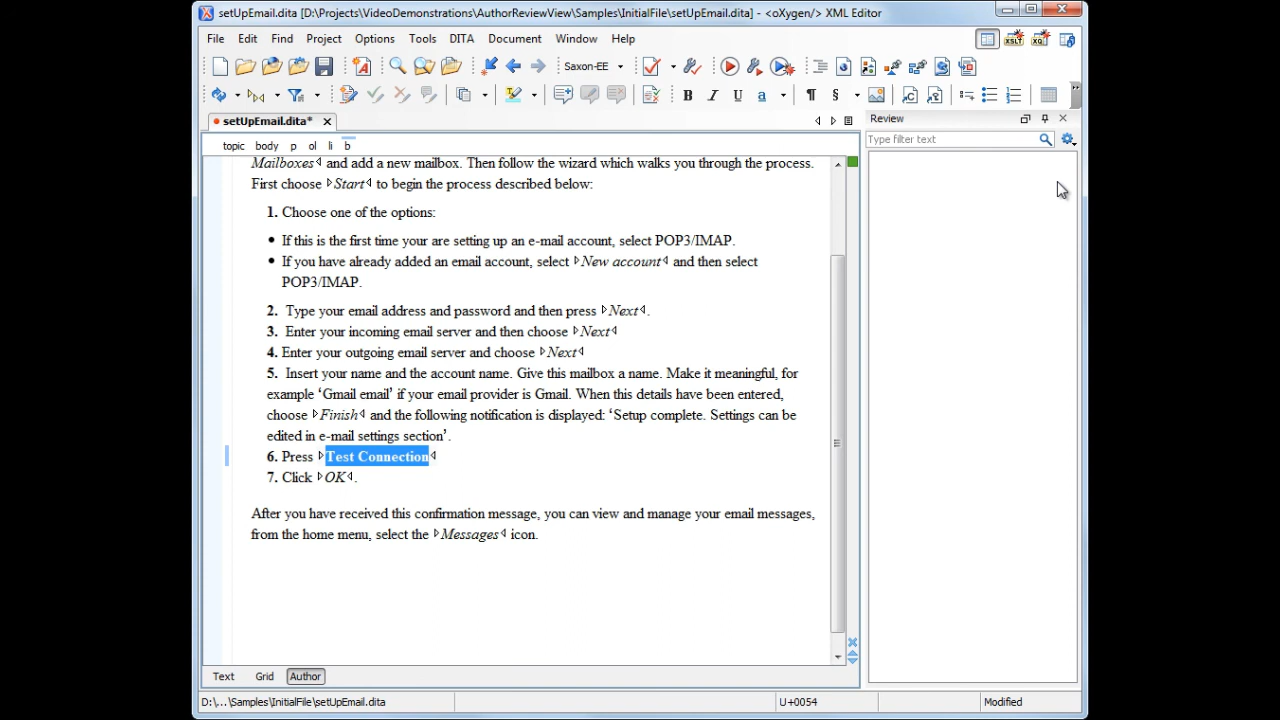 setUpEmail.dita [D:\Projects\VideoDemonstrations\AuthorReviewView\Samples\InitialFile\setUpEmail.dita] - <oXygen/> XML Editor
File Edit Find Project Options Tools DITA Document Window Help
Saxon-EE
B I U a ¶ §
setUpEmail.dita*
Review
topic body p ol li b
Type filter text
Mailboxes and add a new mailbox. Then follow the wizard which walks you through the process.
First choose Start to begin the process described below:
1. Choose one of the options:
• If this is the first time your are setting up an e-mail account, select POP3/IMAP.
• If you have already added an email account, select New account and then select
POP3/IMAP.
2. Type your email address and password and then press Next .
3. Enter your incoming email server and then choose Next
4. Enter your outgoing email server and choose Next
5. Insert your name and the account name. Give this mailbox a name. Make it meaningful, for
example ‘Gmail email’ if your email provider is Gmail. When this details have been entered,
choose Finish and the following notification is displayed: ‘Setup complete. Settings can be
edited in e-mail settings section’.
6. Press Test Connection
7. Click OK .
After you have received this confirmation message, you can view and manage your email messages,
from the home menu, select the Messages icon.
Text Grid Author
D:\...\Samples\InitialFile\setUpEmail.dita U+0054 Modified